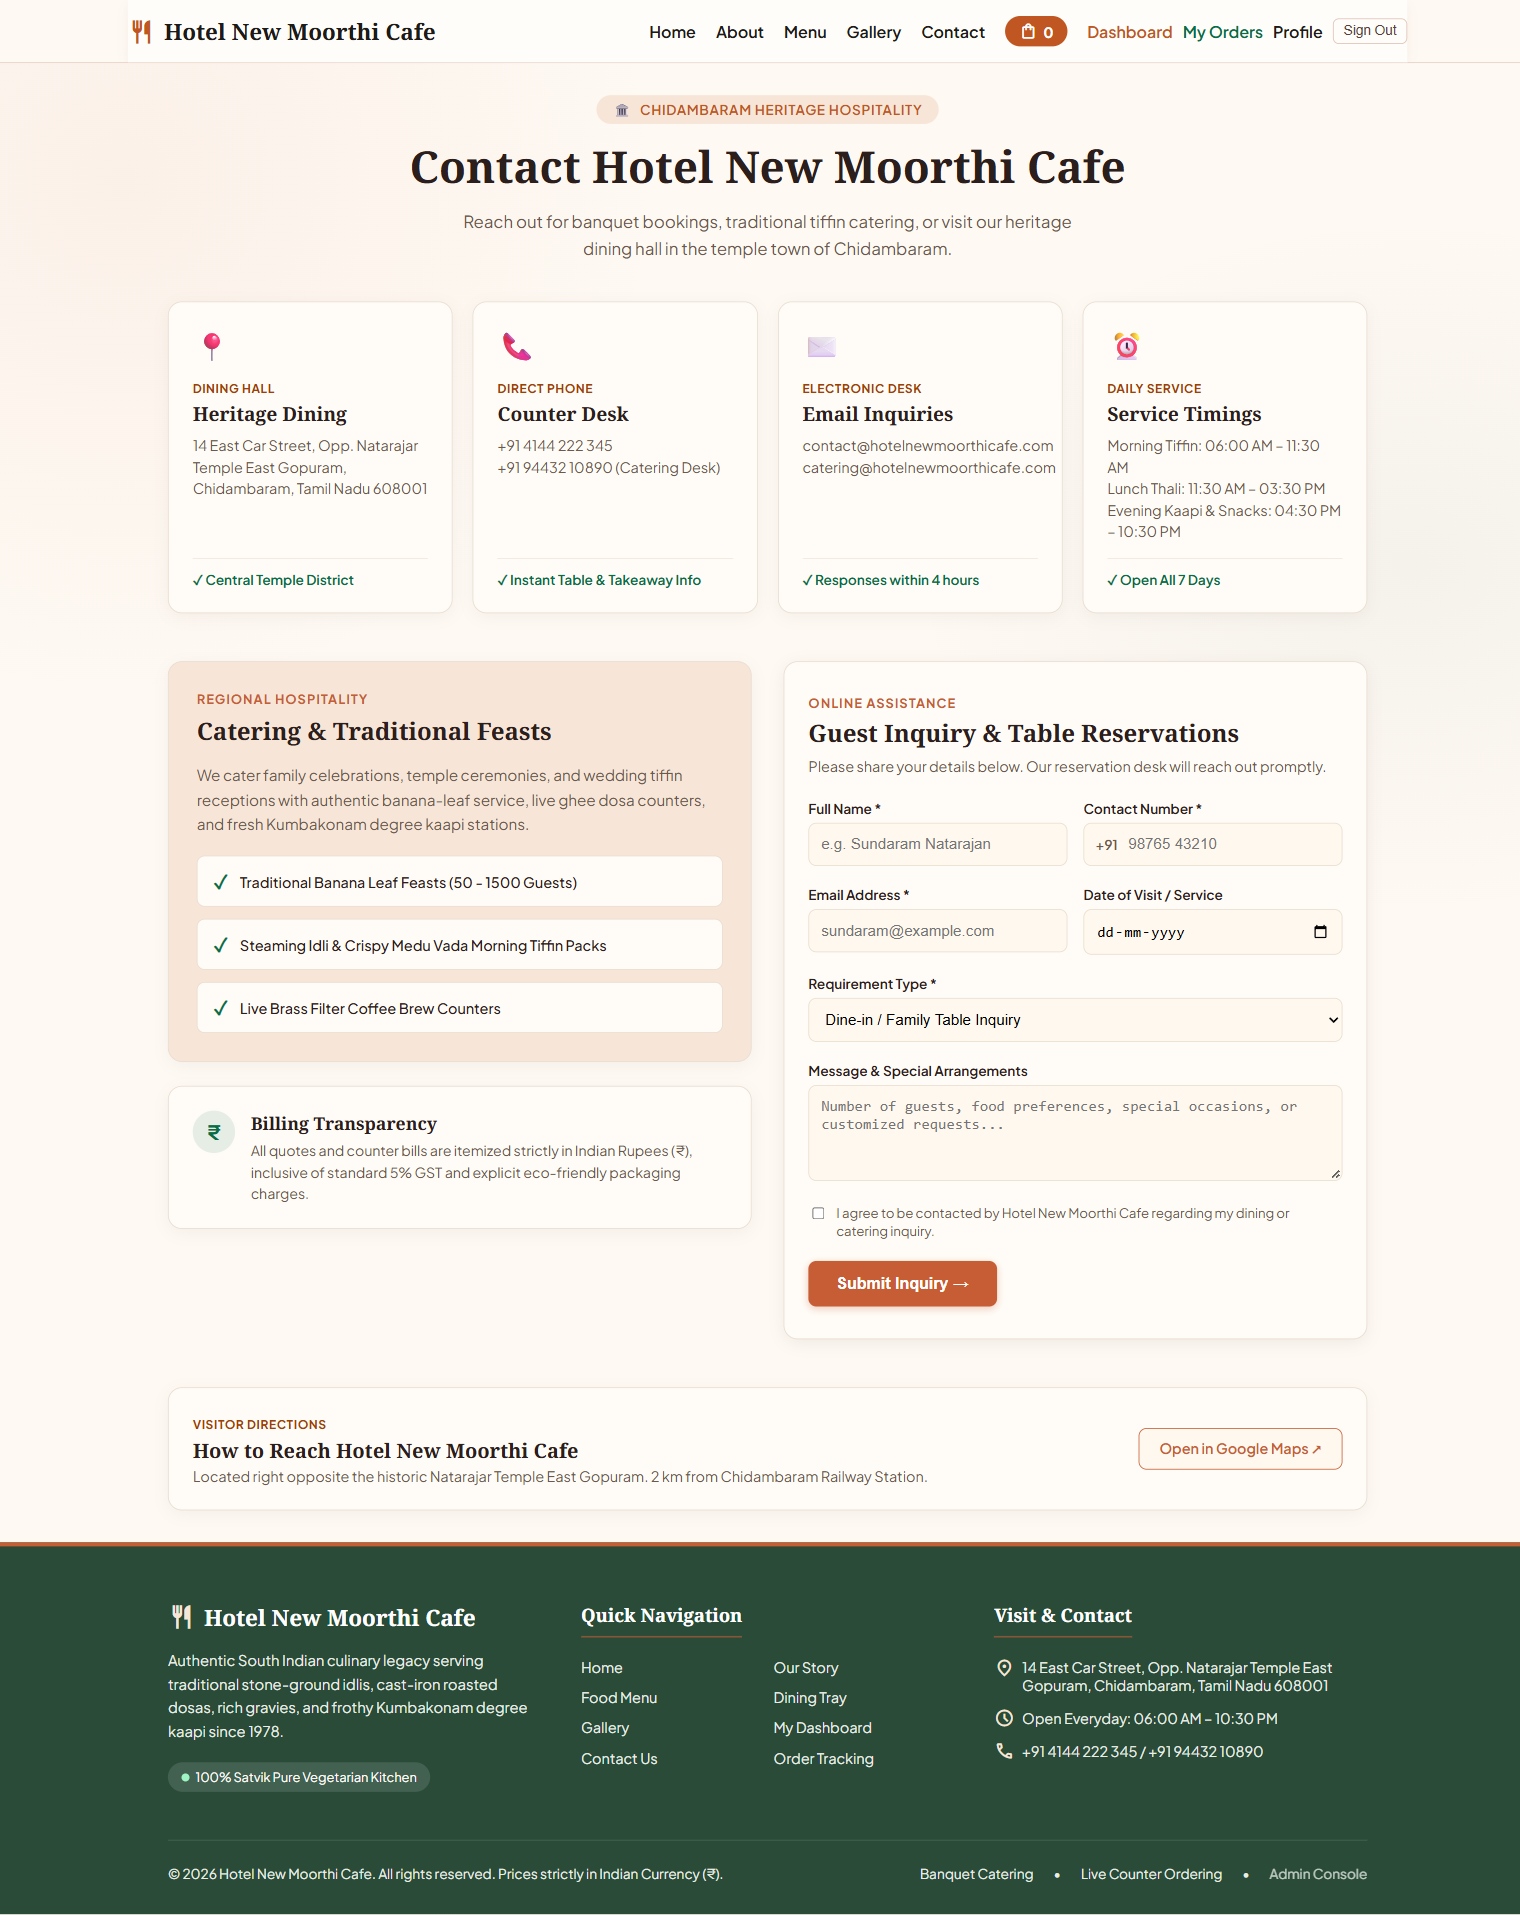 Hotel New Moorthi Cafe
Home About Menu Gallery Contact 0 Dashboard My Orders Profile Sign Out
CHIDAMBARAM HERITAGE HOSPITALITY
Contact Hotel New Moorthi Cafe
Reach out for banquet bookings, traditional tiffin catering, or visit our heritage
dining hall in the temple town of Chidambaram.
DINING HALL
Heritage Dining
14 East Car Street, Opp. Natarajar
Temple East Gopuram,
Chidambaram, Tamil Nadu 608001
✓ Central Temple District
DIRECT PHONE
Counter Desk
+91 4144 222 345
+91 94432 10890 (Catering Desk)
✓ Instant Table & Takeaway Info
ELECTRONIC DESK
Email Inquiries
contact@hotelnewmoorthicafe.com
catering@hotelnewmoorthicafe.com
✓ Responses within 4 hours
DAILY SERVICE
Service Timings
Morning Tiffin: 06:00 AM – 11:30
AM
Lunch Thali: 11:30 AM – 03:30 PM
Evening Kaapi & Snacks: 04:30 PM
– 10:30 PM
✓ Open All 7 Days
REGIONAL HOSPITALITY
Catering & Traditional Feasts
We cater family celebrations, temple ceremonies, and wedding tiffin
receptions with authentic banana-leaf service, live ghee dosa counters,
and fresh Kumbakonam degree kaapi stations.
✓ Traditional Banana Leaf Feasts (50 - 1500 Guests)
✓ Steaming Idli & Crispy Medu Vada Morning Tiffin Packs
✓ Live Brass Filter Coffee Brew Counters
₹
Billing Transparency
All quotes and counter bills are itemized strictly in Indian Rupees (₹),
inclusive of standard 5% GST and explicit eco-friendly packaging
charges.
ONLINE ASSISTANCE
Guest Inquiry & Table Reservations
Please share your details below. Our reservation desk will reach out promptly.
Full Name *
e.g. Sundaram Natarajan
Contact Number *
+91 98765 43210
Email Address *
sundaram@example.com
Date of Visit / Service
dd-mm-yyyy
Requirement Type *
Dine-in / Family Table Inquiry
Message & Special Arrangements
Number of guests, food preferences, special occasions, or
customized requests...
I agree to be contacted by Hotel New Moorthi Cafe regarding my dining or
catering inquiry.
Submit Inquiry →
VISITOR DIRECTIONS
How to Reach Hotel New Moorthi Cafe
Located right opposite the historic Natarajar Temple East Gopuram. 2 km from Chidambaram Railway Station.
Open in Google Maps ↗
Hotel New Moorthi Cafe
Authentic South Indian culinary legacy serving
traditional stone-ground idlis, cast-iron roasted
dosas, rich gravies, and frothy Kumbakonam degree
kaapi since 1978.
100% Satvik Pure Vegetarian Kitchen
Quick Navigation
Home Our Story
Food Menu Dining Tray
Gallery My Dashboard
Contact Us Order Tracking
Visit & Contact
14 East Car Street, Opp. Natarajar Temple East
Gopuram, Chidambaram, Tamil Nadu 608001
Open Everyday: 06:00 AM – 10:30 PM
+91 4144 222 345 / +91 94432 10890
© 2026 Hotel New Moorthi Cafe. All rights reserved. Prices strictly in Indian Currency (₹).
Banquet Catering • Live Counter Ordering • Admin Console